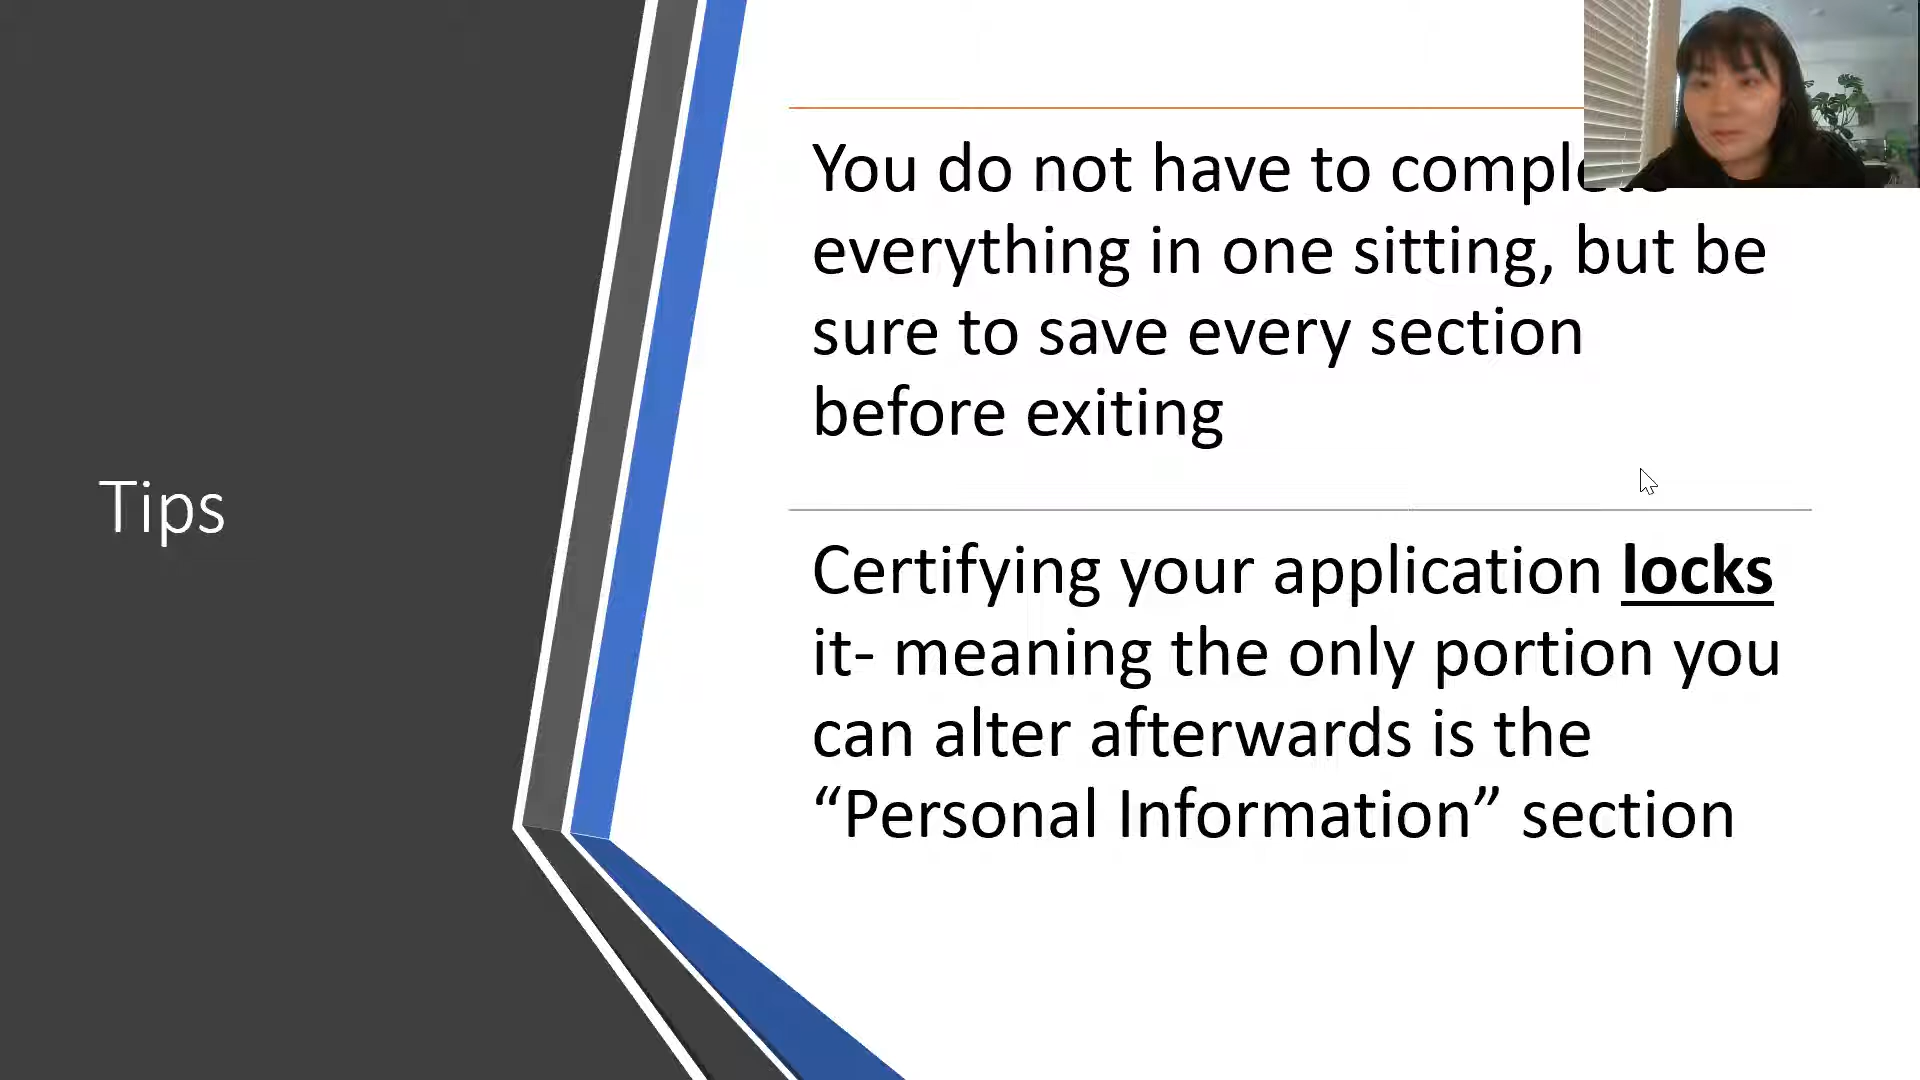 Tips
You do not have to complete
everything in one sitting, but be
sure to save every section
before exiting
Certifying your application locks
it- meaning the only portion you
can alter afterwards is the
“Personal Information” section